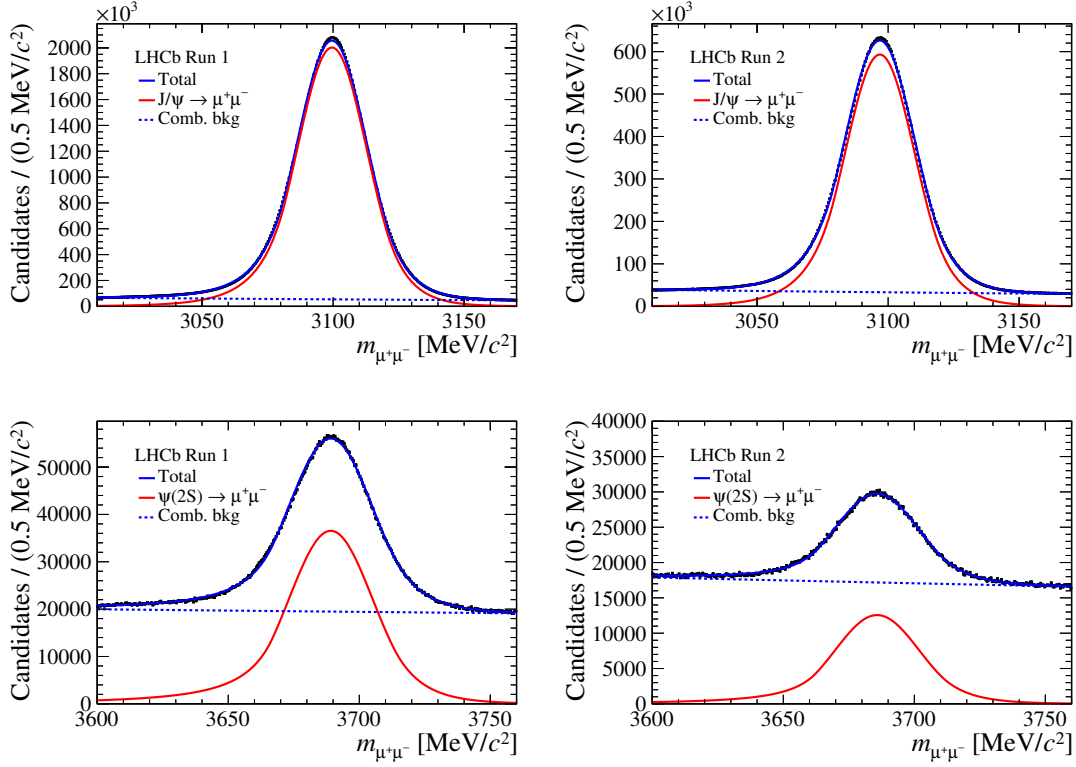 ×10³
Candidates / (0.5 MeV/c²)
2000
1800
1600
1400
1200
1000
800
600
400
200
0
LHCb Run 1
Total
J/ψ → μ⁺μ⁻
Comb. bkg
3050
3100
3150
m_μ⁺μ⁻ [MeV/c²]
×10³
Candidates / (0.5 MeV/c²)
600
500
400
300
200
100
0
LHCb Run 2
Total
J/ψ → μ⁺μ⁻
Comb. bkg
3050
3100
3150
m_μ⁺μ⁻ [MeV/c²]
Candidates / (0.5 MeV/c²)
50000
40000
30000
20000
10000
0
LHCb Run 1
Total
ψ(2S) → μ⁺μ⁻
Comb. bkg
3600
3650
3700
3750
m_μ⁺μ⁻ [MeV/c²]
Candidates / (0.5 MeV/c²)
40000
35000
30000
25000
20000
15000
10000
5000
0
LHCb Run 2
Total
ψ(2S) → μ⁺μ⁻
Comb. bkg
3600
3650
3700
3750
m_μ⁺μ⁻ [MeV/c²]